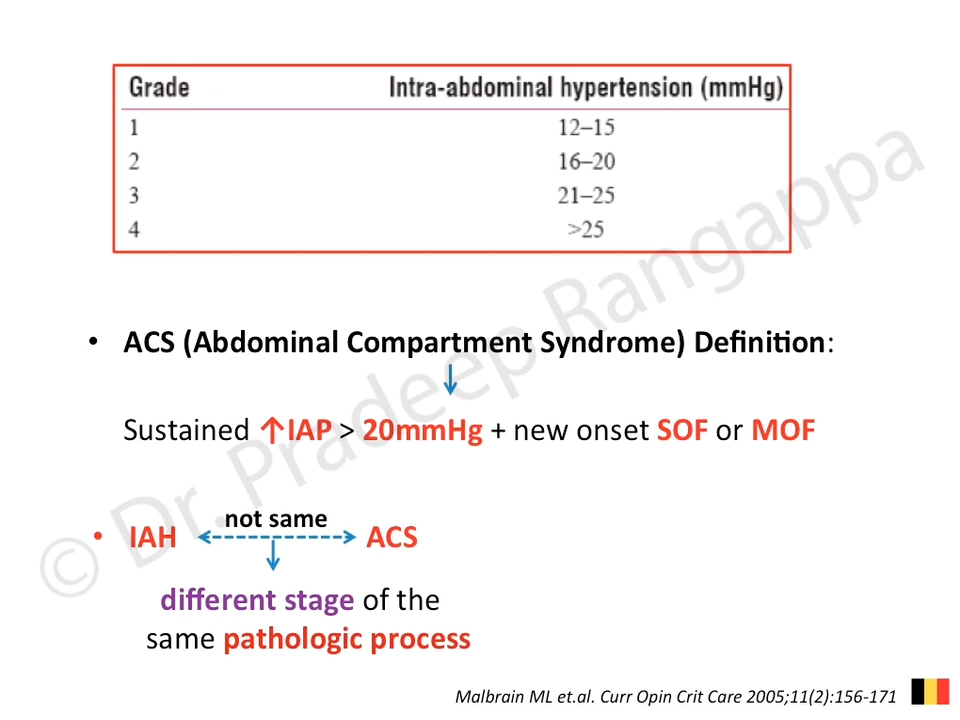 Grade Intra-abdominal hypertension (mmHg)
1 12–15
2 16–20
3 21–25
4 >25
• ACS (Abdominal Compartment Syndrome) Definition:
Sustained ↑IAP > 20mmHg + new onset SOF or MOF
not same
• IAH ACS
different stage of the
same pathologic process
Malbrain ML et.al. Curr Opin Crit Care 2005;11(2):156-171
© Dr. Pradeep Rangappa